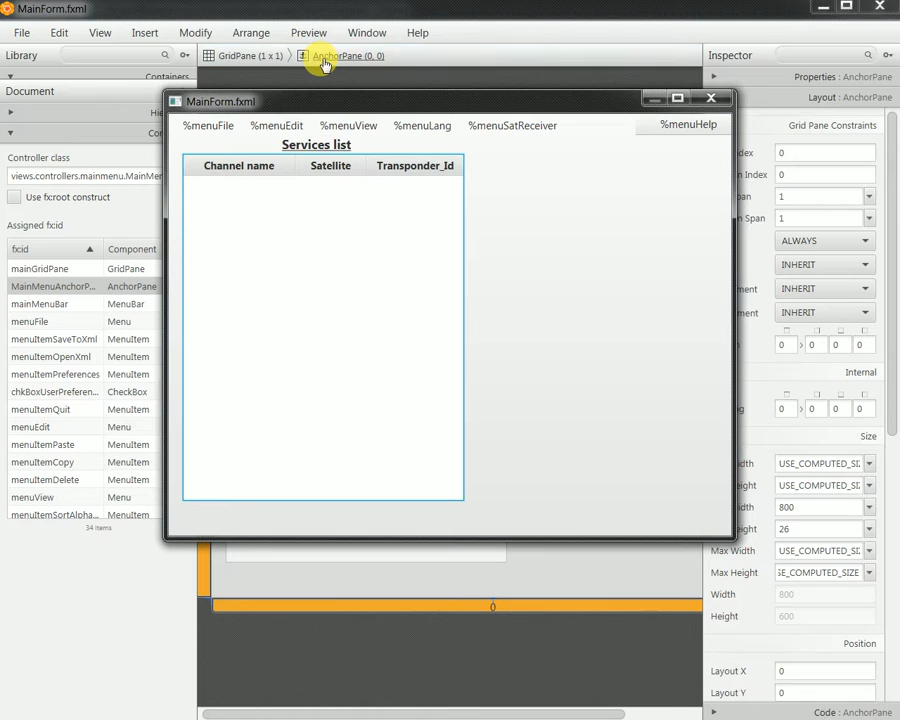 MainForm.fxml
File Edit View Insert Modify Arrange Preview Window Help
Library
GridPane (1 x 1)
AnchorPane (0, 0)
Inspector
Containers
Properties : AnchorPane
Document
Layout : AnchorPane
Grid Pane Constraints
Controller class
views.controllers.mainmenu.MainMen
Use fx:root construct
Assigned fx:id
fx:id Component
mainGridPane GridPane
MainMenuAnchorP... AnchorPane
mainMenuBar MenuBar
menuFile Menu
menuItemSaveToXml MenuItem
menuItemOpenXml MenuItem
menuItemPreferences MenuItem
chkBoxUserPreferen... CheckBox
menuItemQuit MenuItem
menuEdit Menu
menuItemPaste MenuItem
menuItemCopy MenuItem
menuItemDelete MenuItem
menuView Menu
menuItemSortAlpha... MenuItem
34 items
MainForm.fxml
%menuFile %menuEdit %menuView %menuLang %menuSatReceiver %menuHelp
Services list
Channel name Satellite Transponder_Id
0
0
0
1
1
ALWAYS
INHERIT
INHERIT
INHERIT
0 0 0 0
Internal
0 0 0 0
Size
USE_COMPUTED_SIZ
USE_COMPUTED_SIZ
800
26
Max Width USE_COMPUTED_SIZ
Max Height SE_COMPUTED_SIZE
Width 800
Height 600
Position
Layout X 0
Layout Y 0
Code : AnchorPane